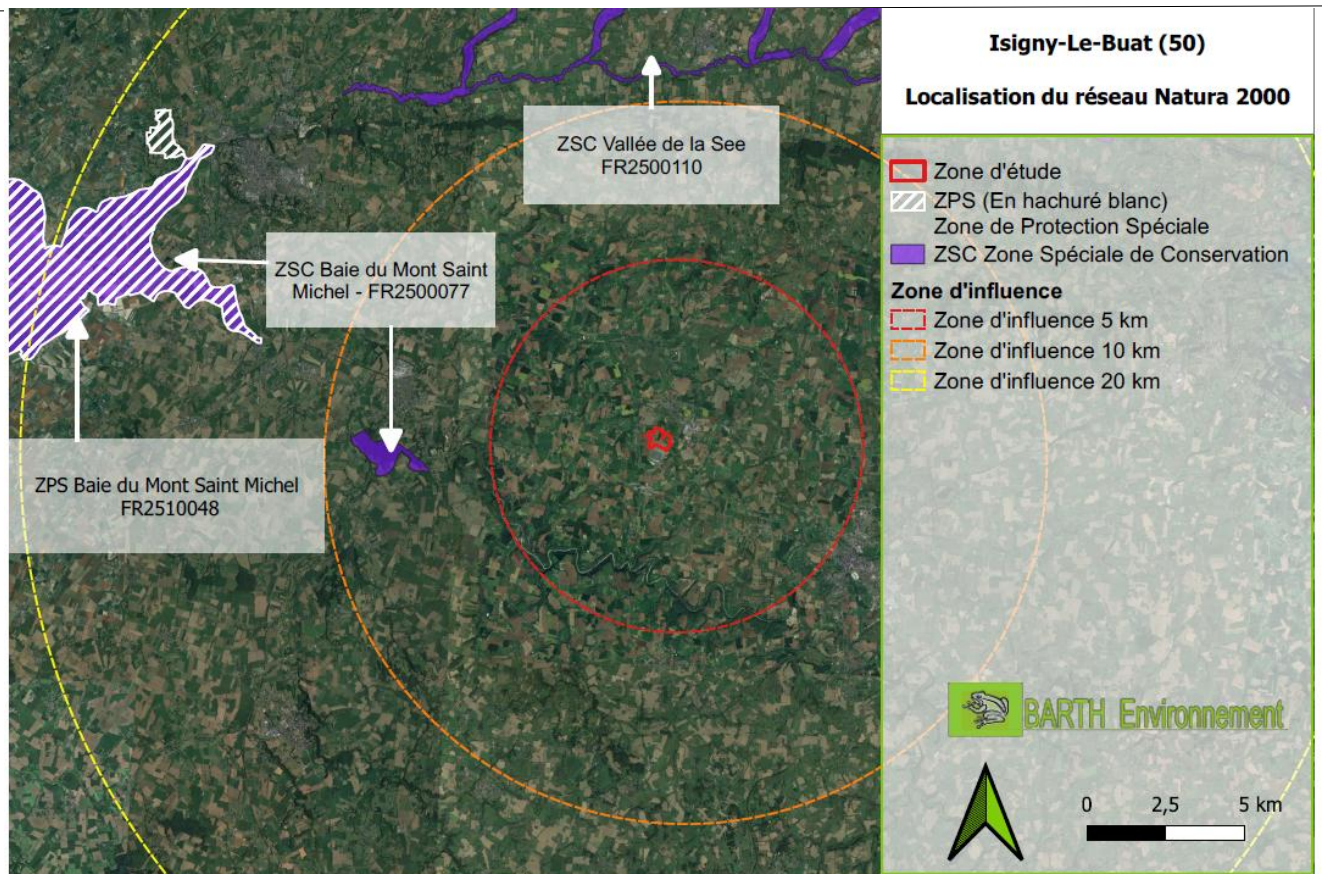 Isigny-Le-Buat (50)
Localisation du réseau Natura 2000
ZSC Vallée de la See
FR2500110
ZSC Baie du Mont Saint
Michel - FR2500077
ZPS Baie du Mont Saint Michel
FR2510048
Zone d'étude
ZPS (En hachuré blanc)
Zone de Protection Spéciale
ZSC Zone Spéciale de Conservation
Zone d'influence
Zone d'influence 5 km
Zone d'influence 10 km
Zone d'influence 20 km
BARTH Environnement
0 2,5 5 km